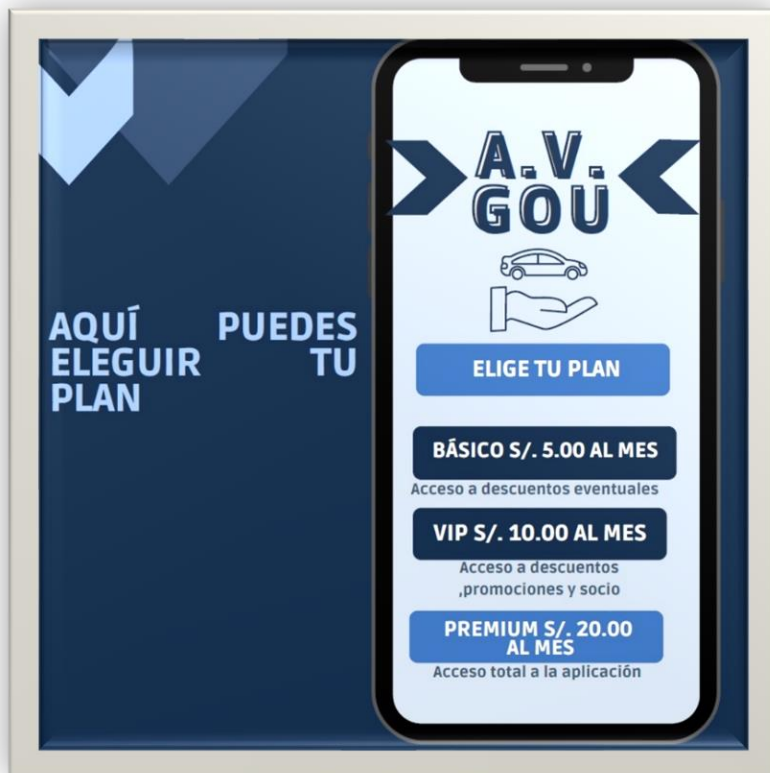 AQUÍ PUEDES
ELEGUIR TU
PLAN
A.V.
GOU
ELIGE TU PLAN
BÁSICO S/. 5.00 AL MES
Acceso a descuentos eventuales
VIP S/. 10.00 AL MES
Acceso a descuentos
,promociones y socio
PREMIUM S/. 20.00
AL MES
Acceso total a la aplicación